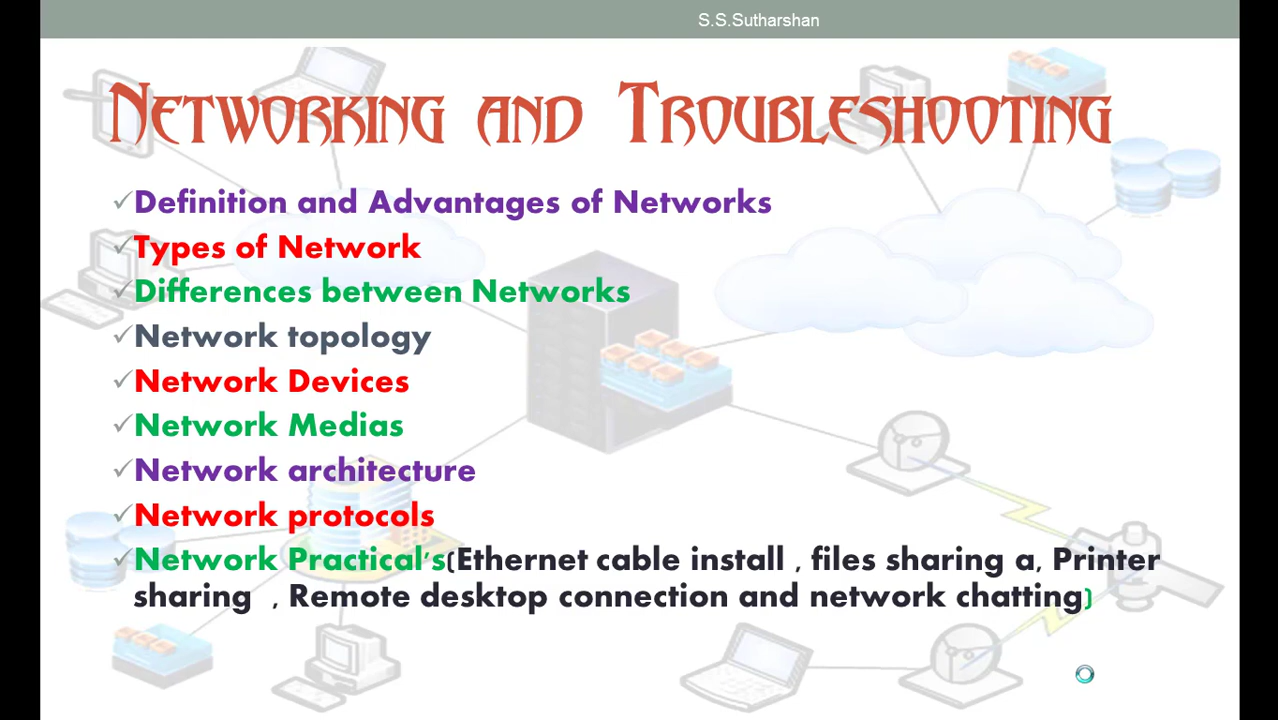 S.S.Sutharshan
Networking and Troubleshooting
✓Definition and Advantages of Networks
✓Types of Network
✓Differences between Networks
✓Network topology
✓Network Devices
✓Network Medias
✓Network architecture
✓Network protocols
✓Network Practical's(Ethernet cable install , files sharing a, Printer
sharing , Remote desktop connection and network chatting)